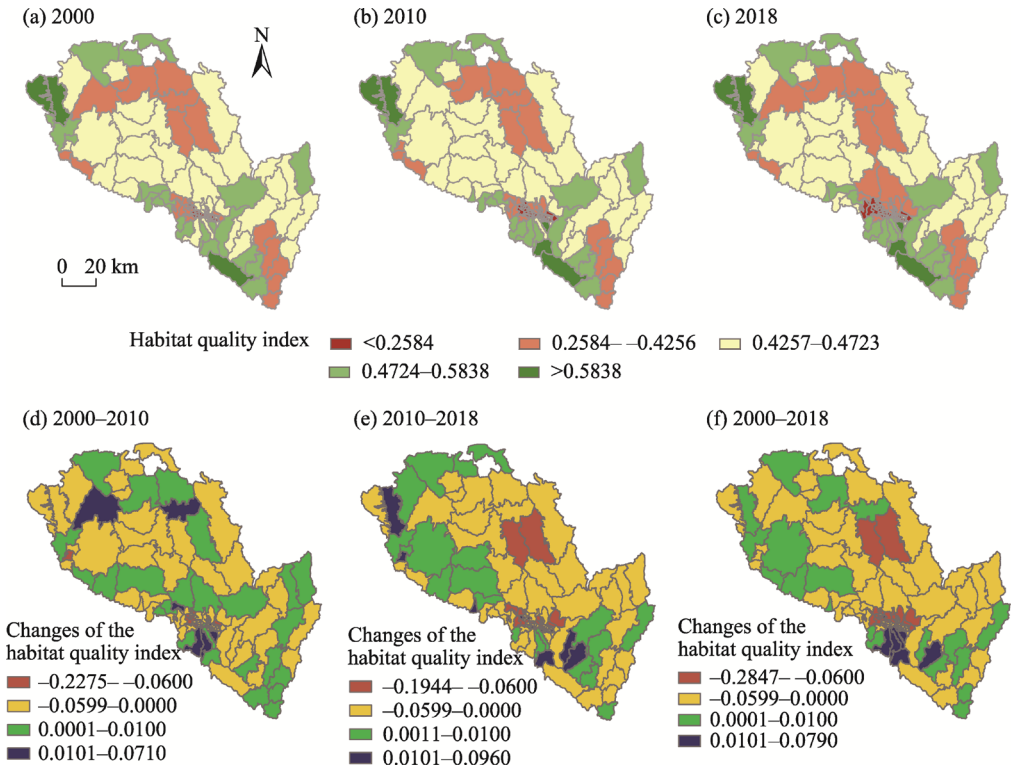 (a) 2000
(b) 2010
(c) 2018
N
0 20 km
Habitat quality index
<0.2584
0.2584– –0.4256
0.4257–0.4723
0.4724–0.5838
>0.5838
(d) 2000–2010
(e) 2010–2018
(f) 2000–2018
Changes of the
habitat quality index
–0.2275– –0.0600
–0.0599–0.0000
0.0001–0.0100
0.0101–0.0710
Changes of the
habitat quality index
–0.1944– –0.0600
–0.0599–0.0000
0.0011–0.0100
0.0101–0.0960
Changes of the
habitat quality index
–0.2847– –0.0600
–0.0599–0.0000
0.0001–0.0100
0.0101–0.0790